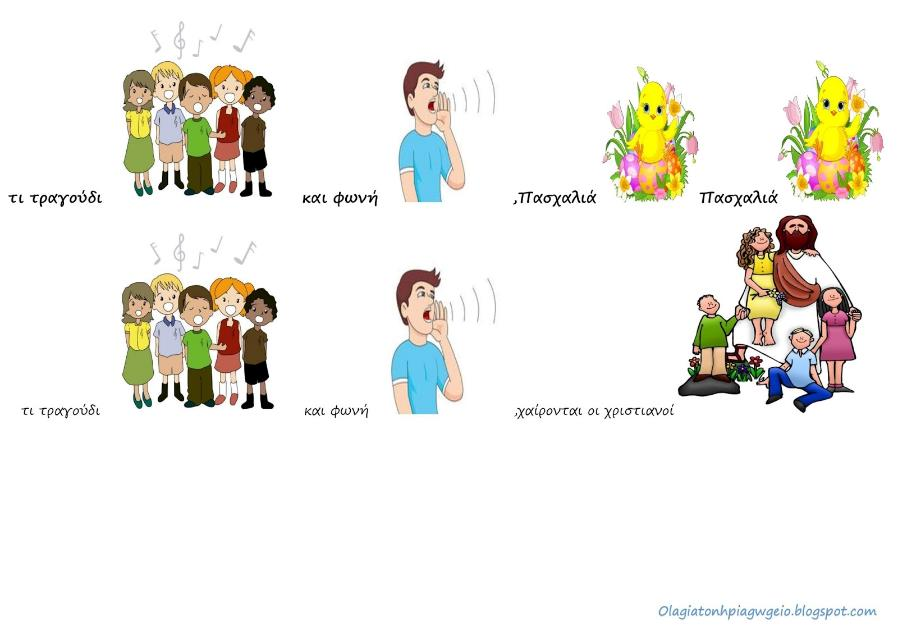 τι τραγούδι και φωνή ,Πασχαλιά Πασχαλιά
τι τραγούδι και φωνή ,χαίρονται οι χριστιανοί
Olagiatonhpiagwgeio.blogspot.com